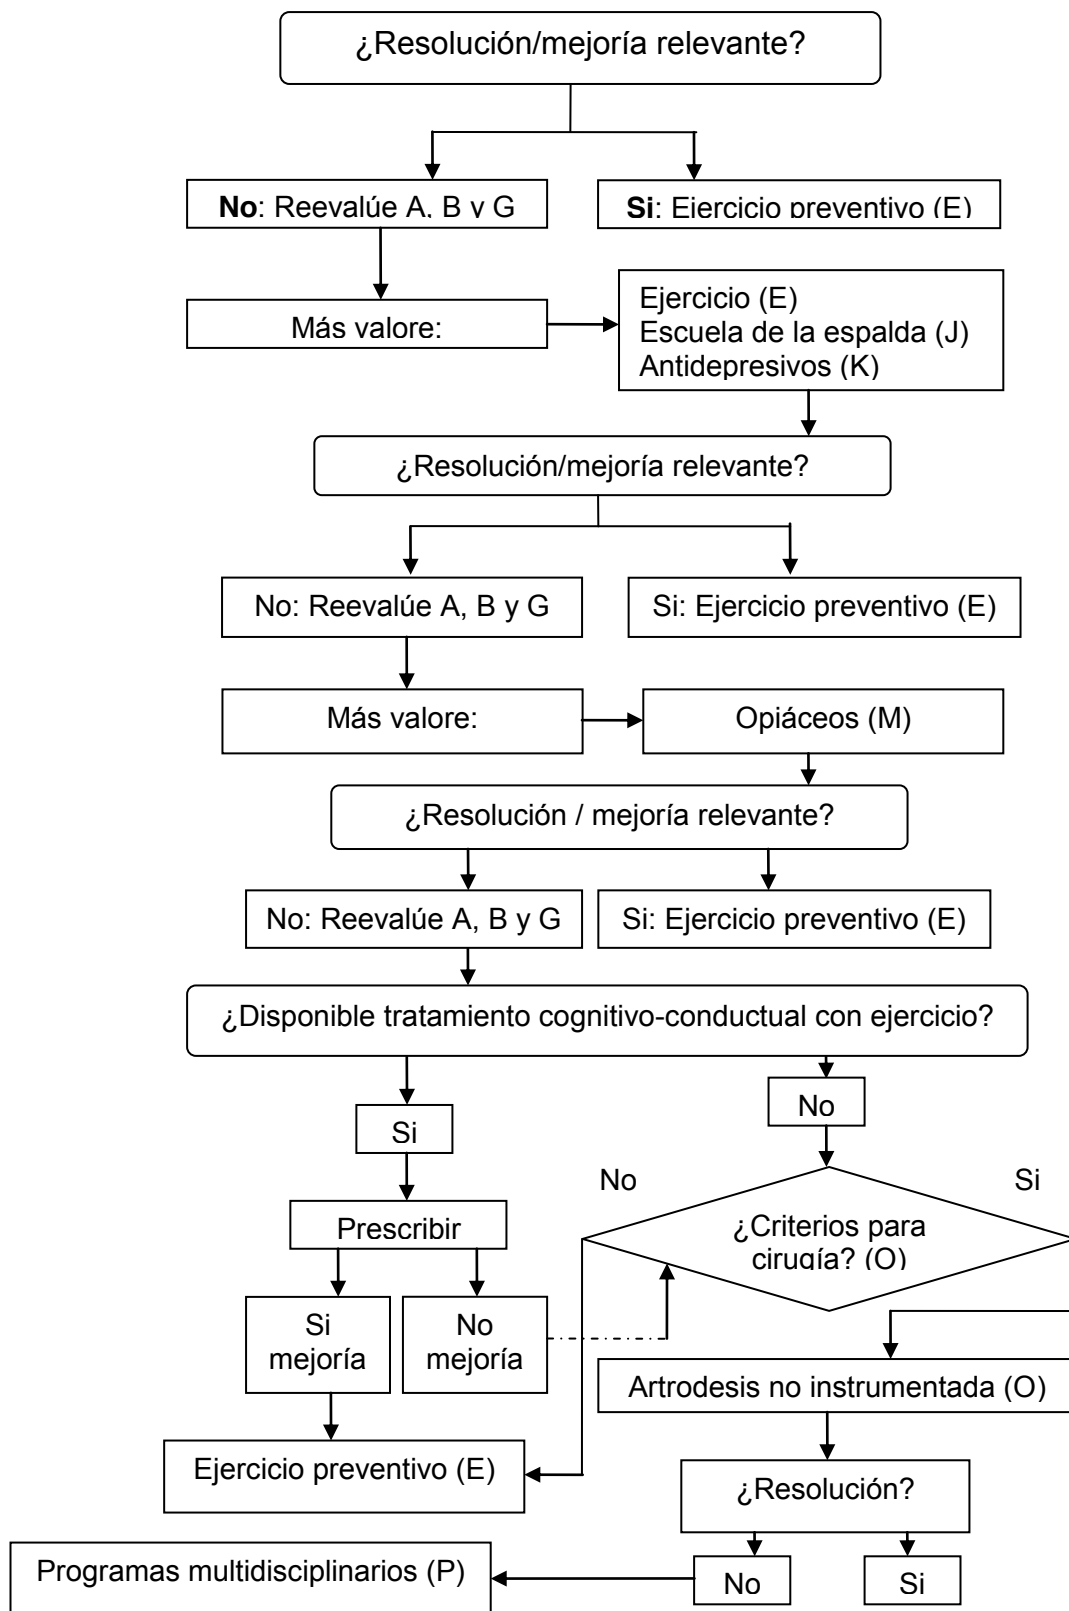 ¿Resolución/mejoría relevante?
No: Reevalúe A, B y G
Si: Ejercicio preventivo (E)
Más valore:
Ejercicio (E)
Escuela de la espalda (J)
Antidepresivos (K)
¿Resolución/mejoría relevante?
No: Reevalúe A, B y G
Si: Ejercicio preventivo (E)
Más valore:
Opiáceos (M)
¿Resolución / mejoría relevante?
No: Reevalúe A, B y G
Si: Ejercicio preventivo (E)
¿Disponible tratamiento cognitivo-conductual con ejercicio?
Si
No
No
Si
Prescribir
¿Criterios para
cirugía? (O)
Si
mejoría
No
mejoría
Artrodesis no instrumentada (O)
Ejercicio preventivo (E)
¿Resolución?
Programas multidisciplinarios (P)
No
Si